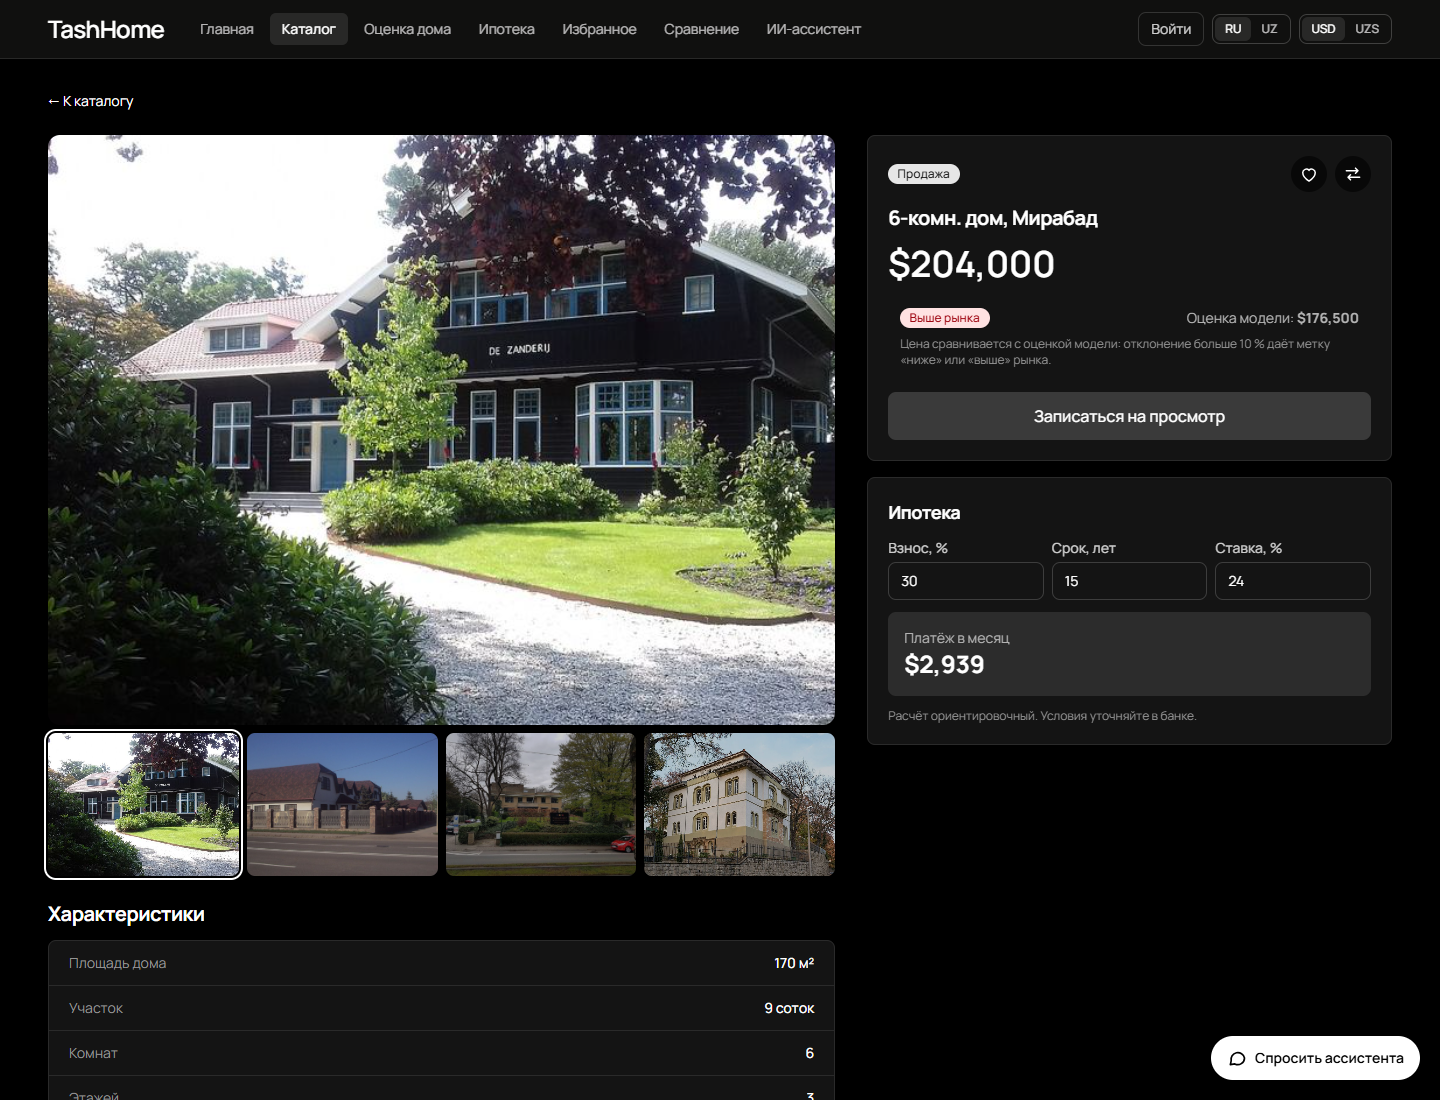 TashHome
Главная
Каталог
Оценка дома
Ипотека
Избранное
Сравнение
ИИ-ассистент
Войти
RU
UZ
USD
UZS
← К каталогу
DE ZANDERIJ
Продажа
6-комн. дом, Мирабад
$204,000
Выше рынка
Оценка модели: $176,500
Цена сравнивается с оценкой модели: отклонение больше 10 % даёт метку
«ниже» или «выше» рынка.
Записаться на просмотр
Ипотека
Взнос, %
Срок, лет
Ставка, %
30
15
24
Платёж в месяц
$2,939
Расчёт ориентировочный. Условия уточняйте в банке.
Характеристики
Площадь дома
170 м²
Участок
9 соток
Комнат
6
Этажей
3
Спросить ассистента